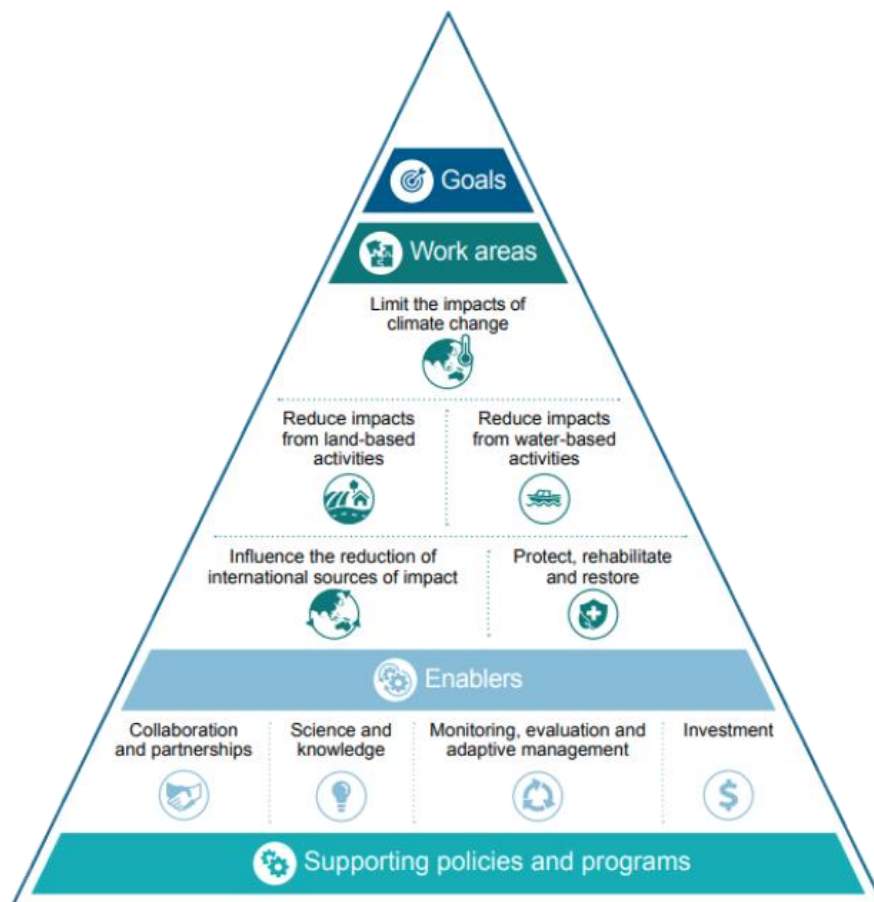 Goals
Work areas
Limit the impacts of
climate change
Reduce impacts
from land-based
activities
Reduce impacts
from water-based
activities
Influence the reduction of
international sources of impact
Protect, rehabilitate
and restore
Enablers
Collaboration
and partnerships
Science and
knowledge
Monitoring, evaluation and
adaptive management
Investment
$
Supporting policies and programs